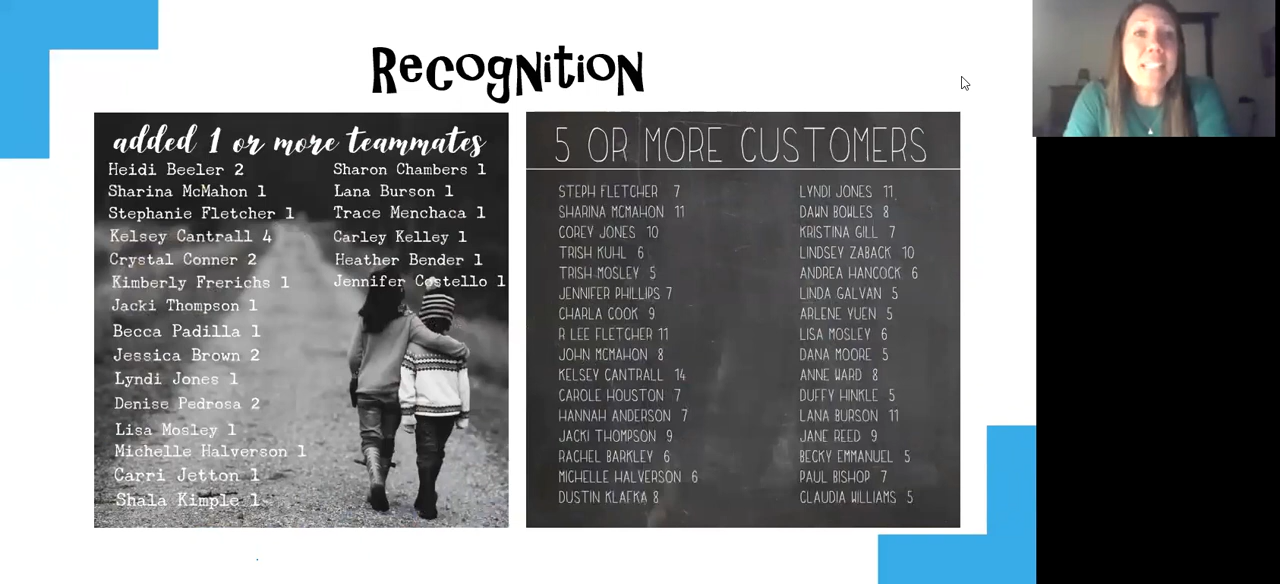 Recognition
added 1 or more teammates
Heidi Beeler 2
Sharina McMahon 1
Stephanie Fletcher 1
Kelsey Cantrall 4
Crystal Conner 2
Kimberly Frerichs 1
Jacki Thompson 1
Becca Padilla 1
Jessica Brown 2
Lyndi Jones 1
Denise Pedrosa 2
Lisa Mosley 1
Michelle Halverson 1
Carri Jetton 1
Shala Kimple 1
Sharon Chambers 1
Lana Burson 1
Trace Menchaca 1
Carley Kelley 1
Heather Bender 1
Jennifer Costello 1
5 OR MORE CUSTOMERS
STEPH FLETCHER 7
SHARINA MCMAHON 11
COREY JONES 10
TRISH KUHL 6
TRISH MOSLEY 5
JENNIFER PHILLIPS 7
CHARLA COOK 9
R LEE FLETCHER 11
JOHN MCMAHON 8
KELSEY CANTRALL 14
CAROLE HOUSTON 7
HANNAH ANDERSON 7
JACKI THOMPSON 9
RACHEL BARKLEY 6
MICHELLE HALVERSON 6
DUSTIN KLAFKA 8
LYNDI JONES 11
DAWN BOWLES 8
KRISTINA GILL 7
LINDSEY ZABACK 10
ANDREA HANCOCK 6
LINDA GALVAN 5
ARLENE YUEN 5
LISA MOSLEY 6
DANA MOORE 5
ANNE WARD 8
DUFFY HINKLE 5
LANA BURSON 11
JANE REED 9
BECKY EMMANUEL 5
PAUL BISHOP 7
CLAUDIA WILLIAMS 5